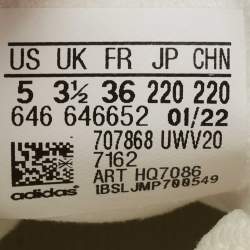 US UK FR JP CHN
5 3½ 36 220 220
646 646652 01/22
707868 UWV20
7162
ART HQ7086
adidas IBSLJMP700549